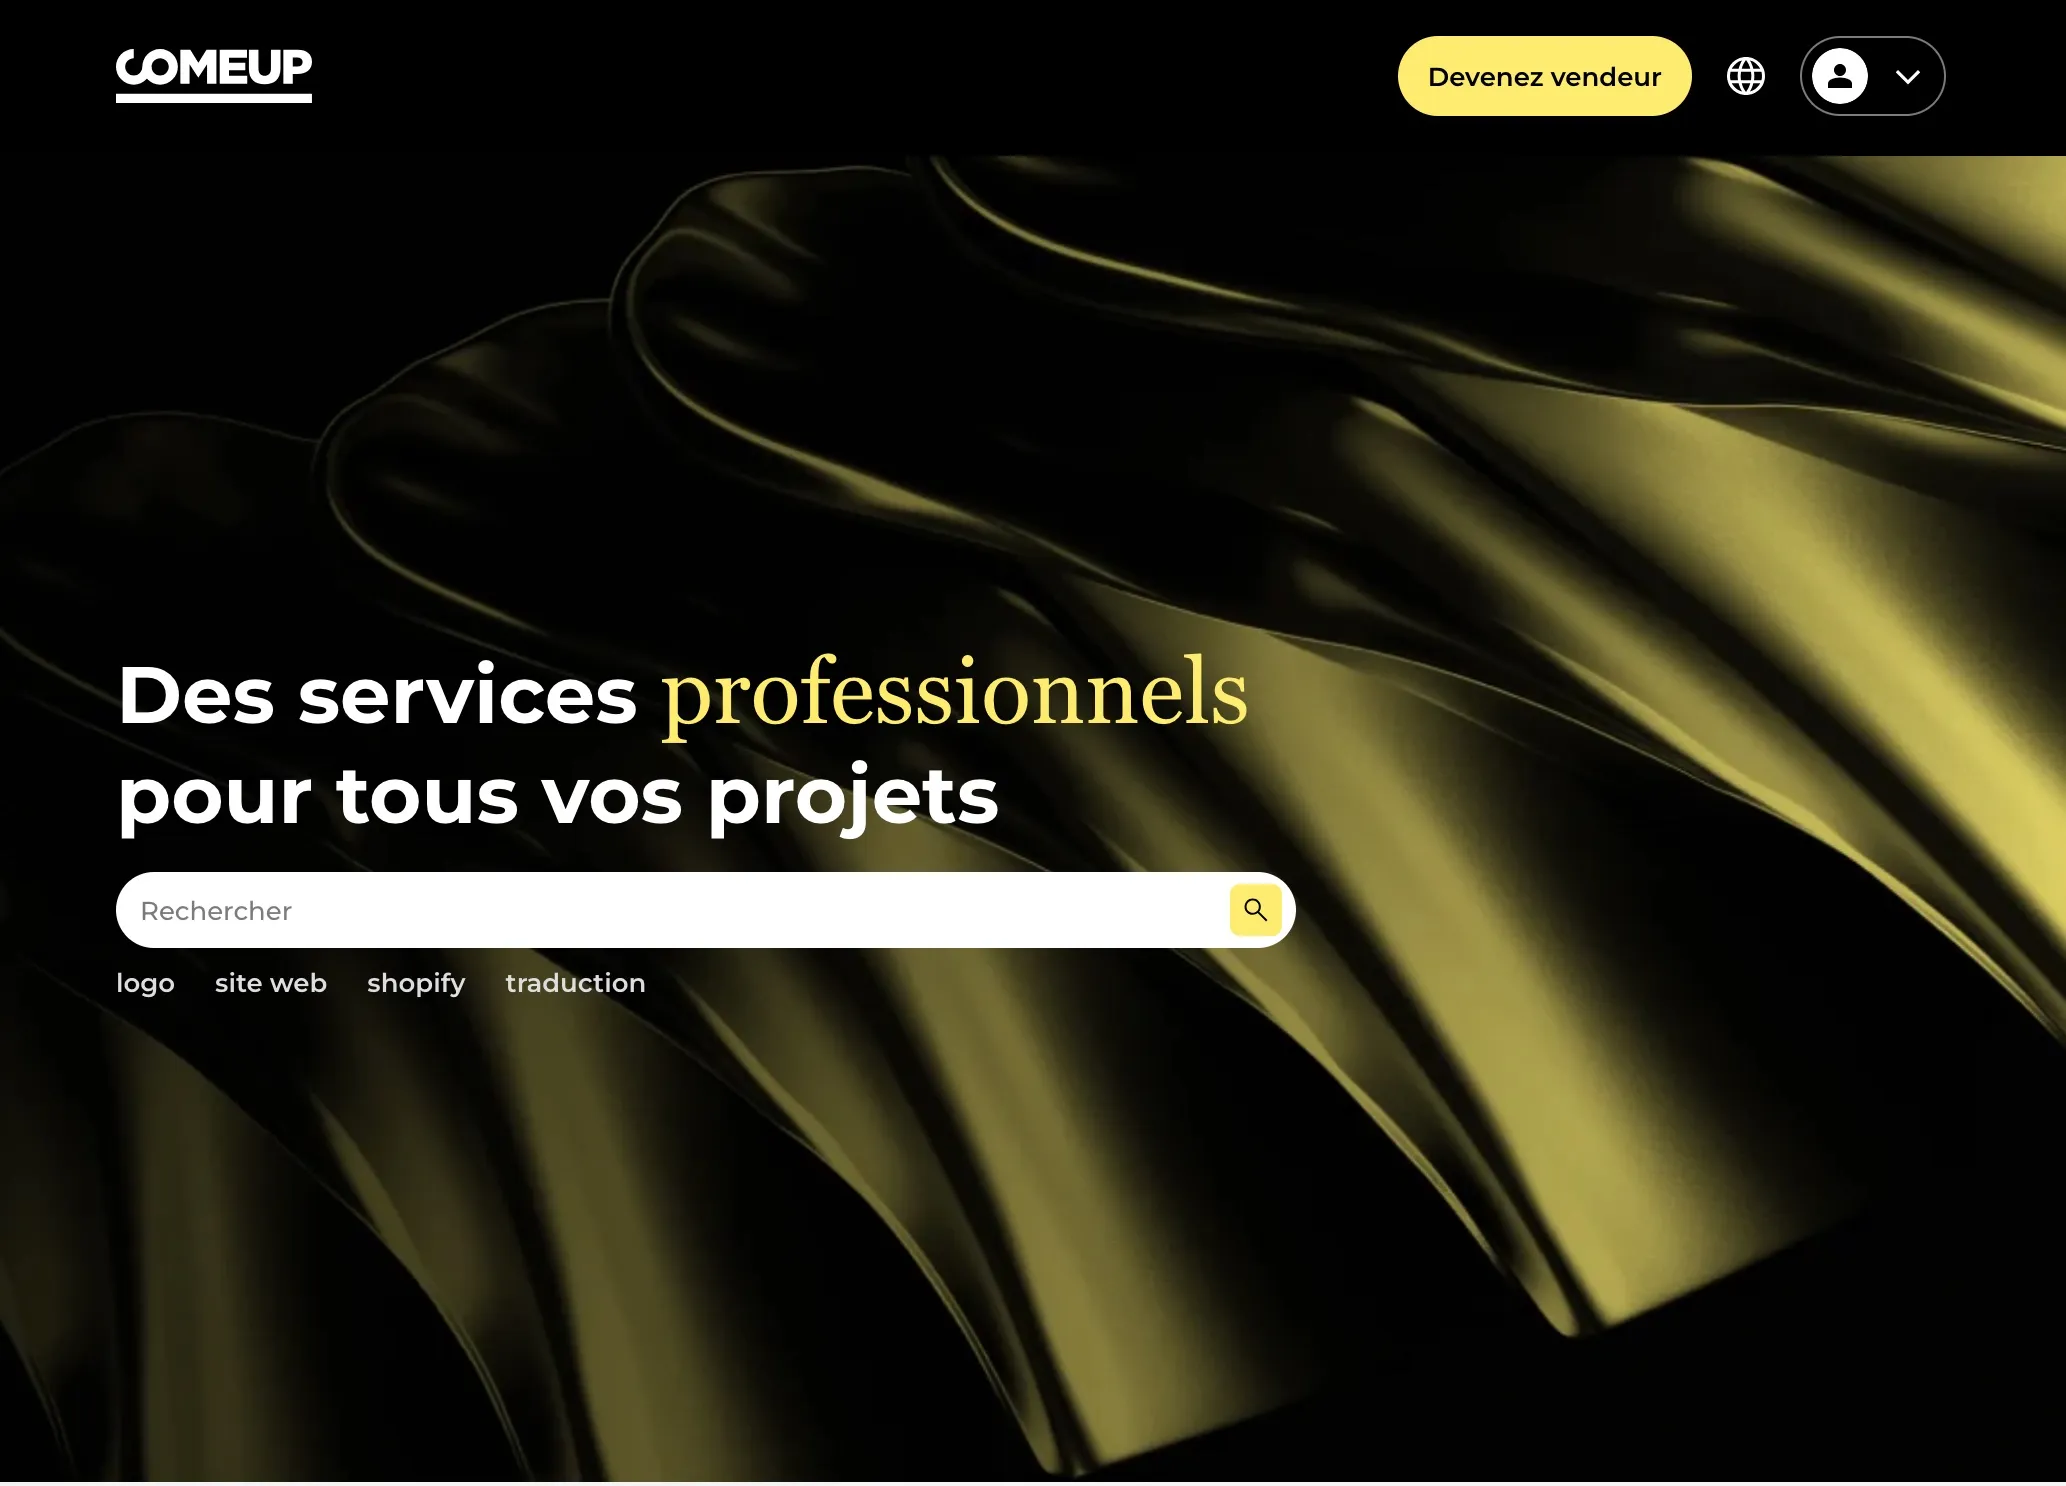 COMEUP
Devenez vendeur
Des services professionnels
pour tous vos projets
Rechercher
logo site web shopify traduction